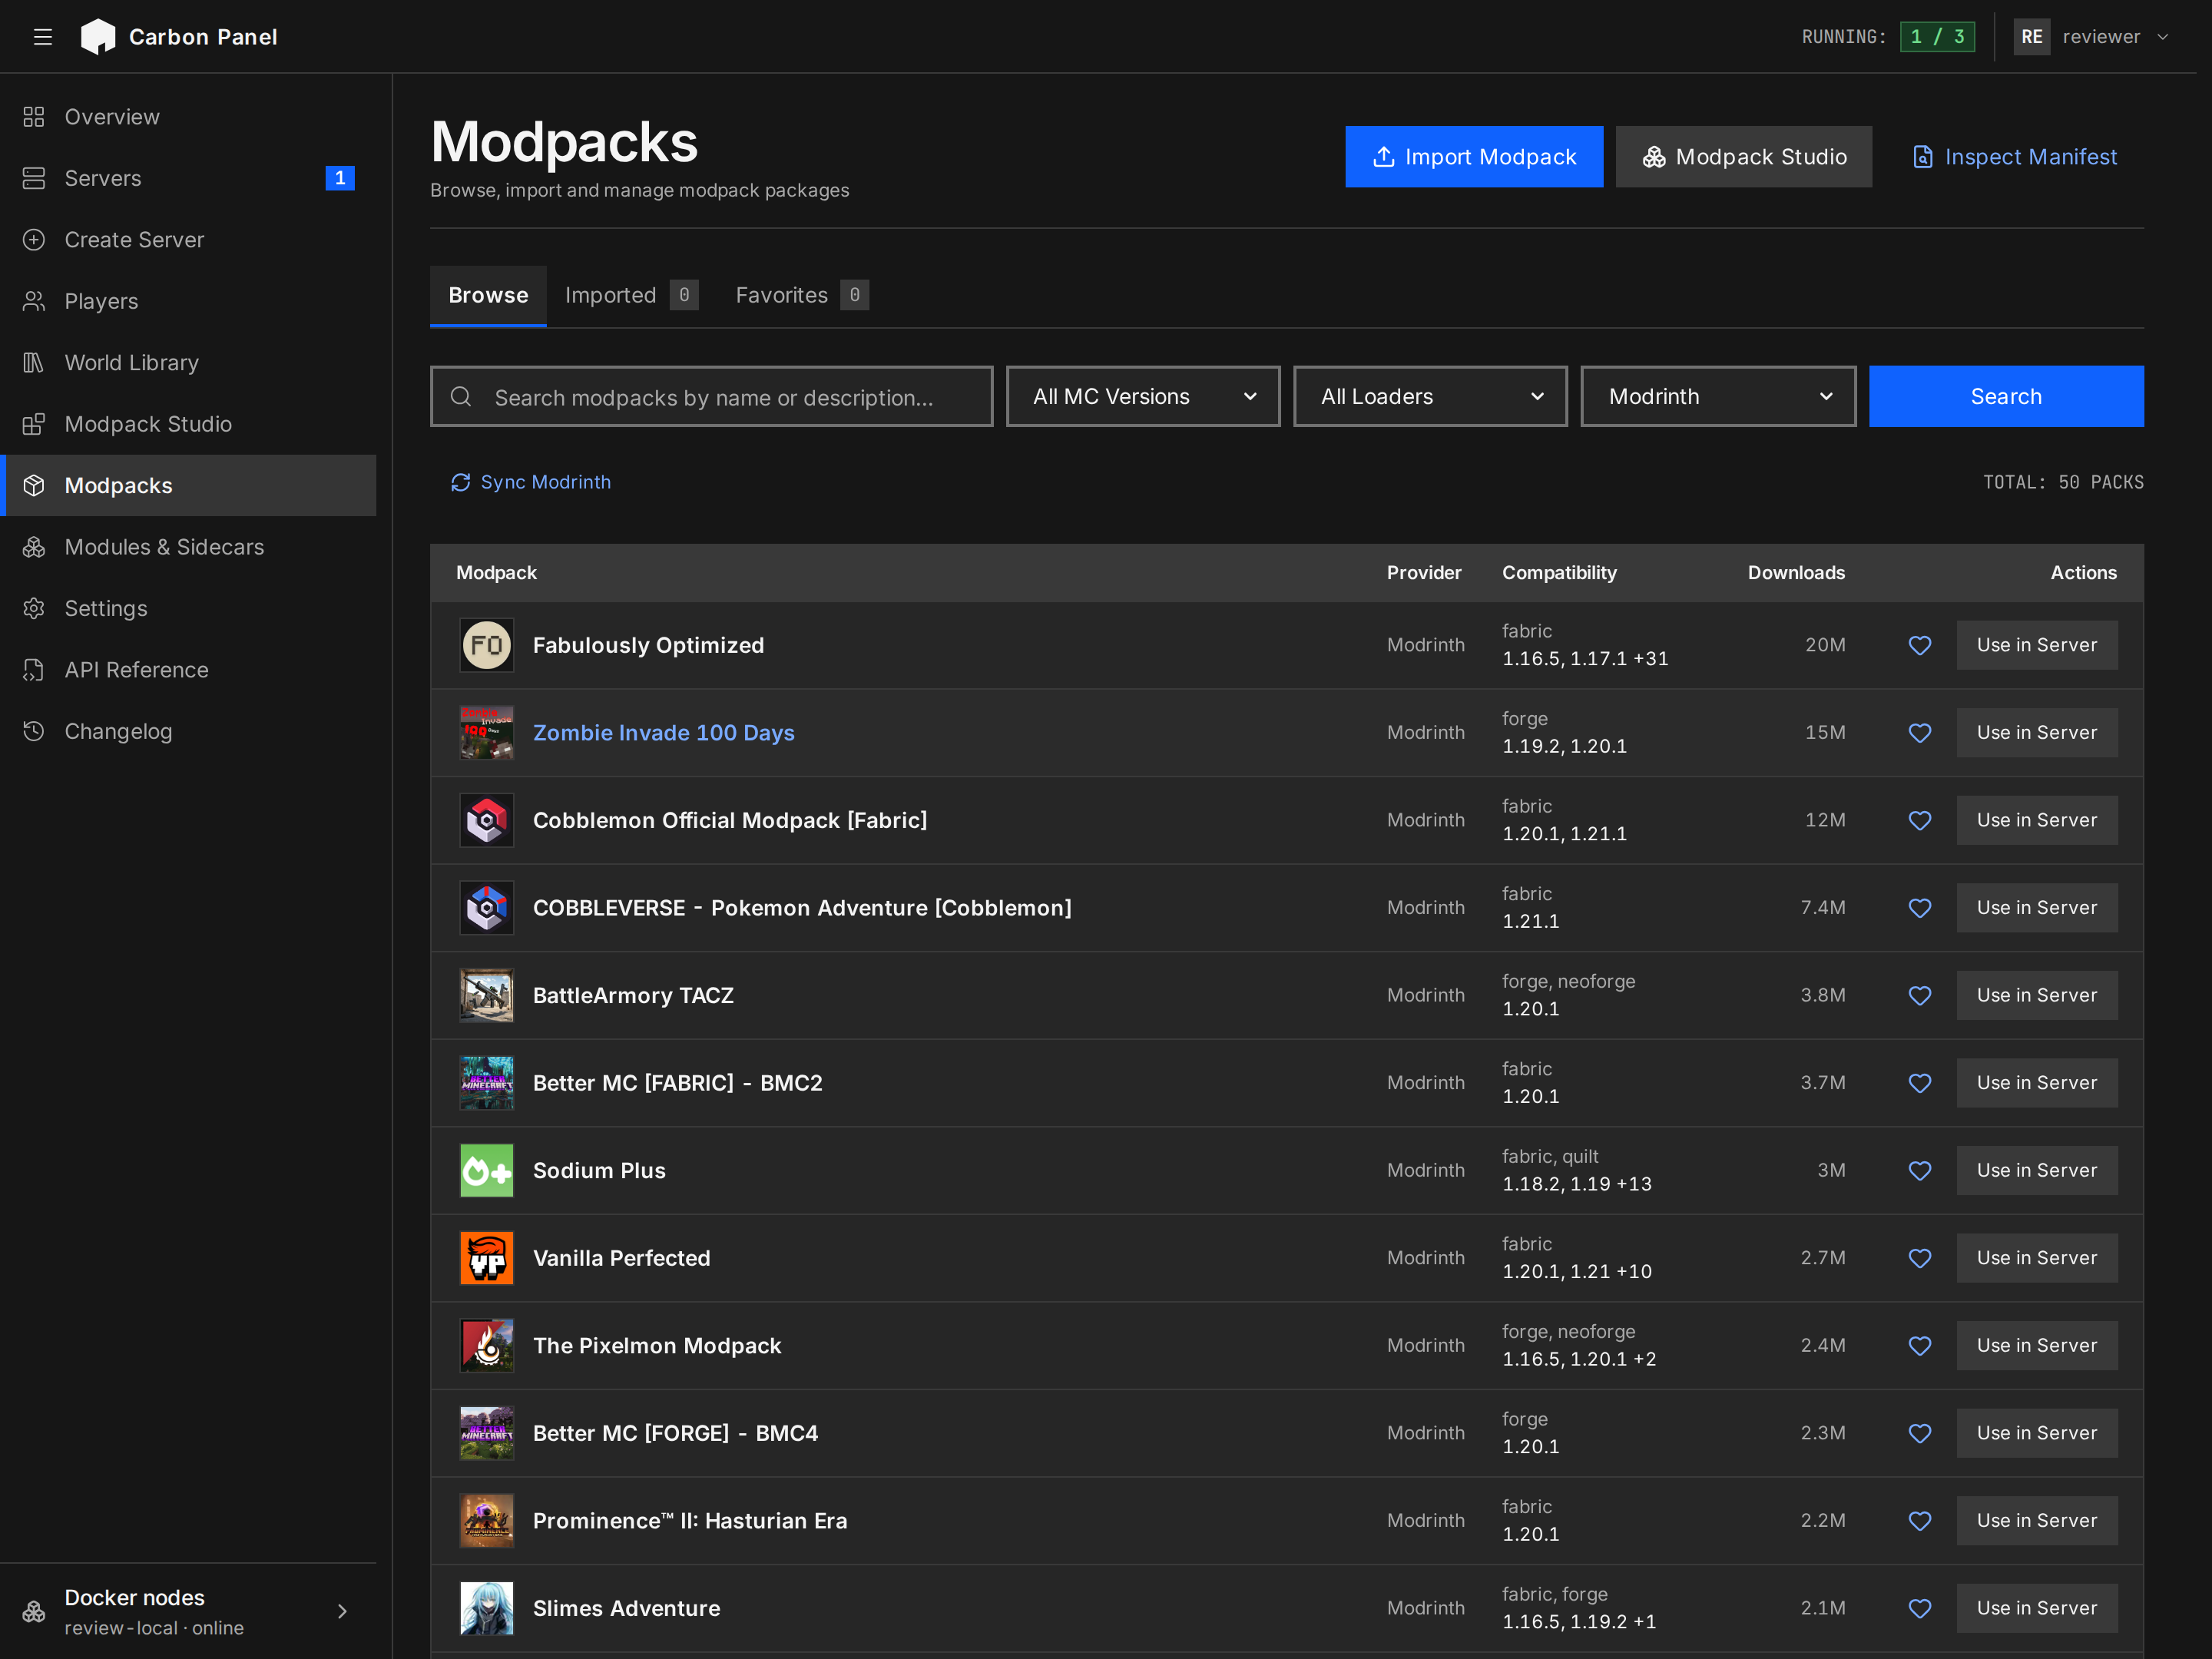 Carbon Panel
RUNNING: 1 / 3
RE reviewer
Overview
Servers 1
Create Server
Players
World Library
Modpack Studio
Modpacks
Modules & Sidecars
Settings
API Reference
Changelog
Docker nodes
review-local · online
Modpacks
Browse, import and manage modpack packages
Import Modpack
Modpack Studio
Inspect Manifest
Browse
Imported 0
Favorites 0
Search modpacks by name or description...
All MC Versions
All Loaders
Modrinth
Search
Sync Modrinth
TOTAL: 50 PACKS
Modpack Provider Compatibility Downloads Actions
FO
Fabulously Optimized Modrinth fabric 20M Use in Server
1.16.5, 1.17.1 +31
Zombie Invade 100 Days Modrinth forge 15M Use in Server
1.19.2, 1.20.1
Cobblemon Official Modpack [Fabric] Modrinth fabric 12M Use in Server
1.20.1, 1.21.1
COBBLEVERSE - Pokemon Adventure [Cobblemon] Modrinth fabric 7.4M Use in Server
1.21.1
BattleArmory TACZ Modrinth forge, neoforge 3.8M Use in Server
1.20.1
Better MC [FABRIC] - BMC2 Modrinth fabric 3.7M Use in Server
1.20.1
Sodium Plus Modrinth fabric, quilt 3M Use in Server
1.18.2, 1.19 +13
VP
Vanilla Perfected Modrinth fabric 2.7M Use in Server
1.20.1, 1.21 +10
The Pixelmon Modpack Modrinth forge, neoforge 2.4M Use in Server
1.16.5, 1.20.1 +2
Better MC [FORGE] - BMC4 Modrinth forge 2.3M Use in Server
1.20.1
Prominence™ II: Hasturian Era Modrinth fabric 2.2M Use in Server
1.20.1
Slimes Adventure Modrinth fabric, forge 2.1M Use in Server
1.16.5, 1.19.2 +1